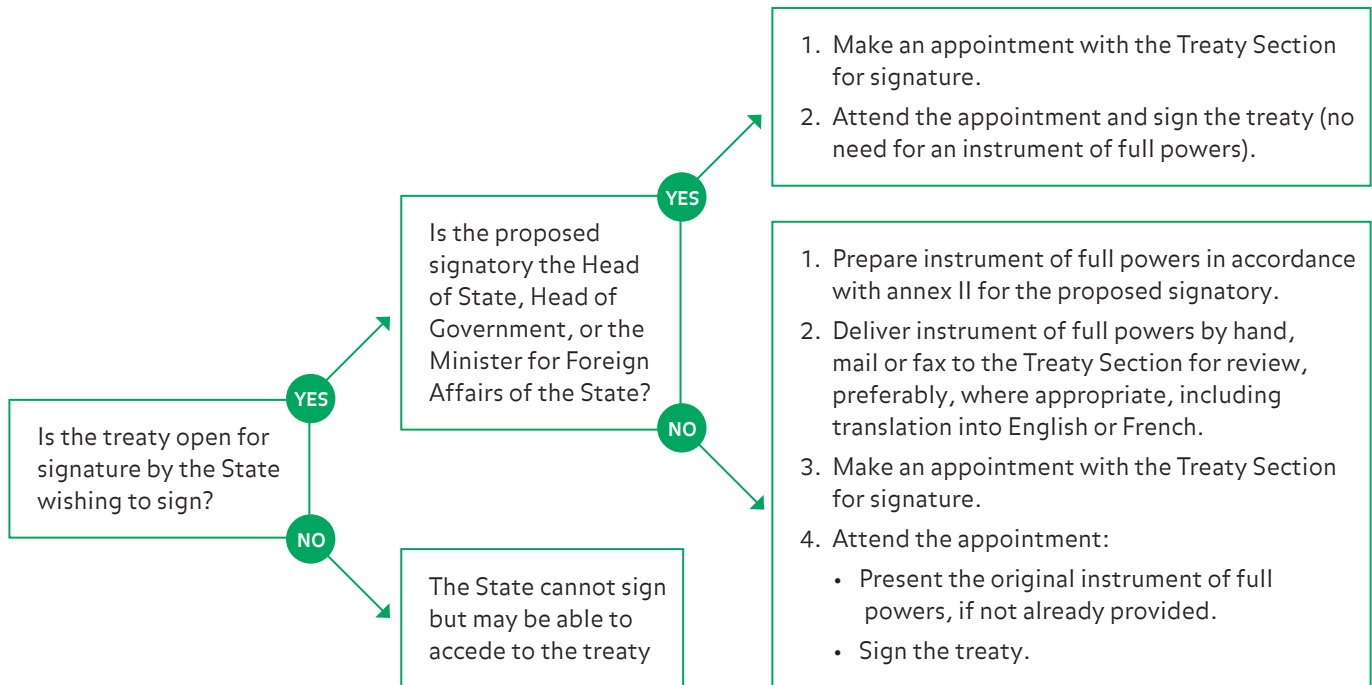 Is the treaty open for
signature by the State
wishing to sign?
YES
NO
Is the proposed
signatory the Head
of State, Head of
Government, or the
Minister for Foreign
Affairs of the State?
YES
NO
The State cannot sign
but may be able to
accede to the treaty
1. Make an appointment with the Treaty Section
for signature.
2. Attend the appointment and sign the treaty (no
need for an instrument of full powers).
1. Prepare instrument of full powers in accordance
with annex II for the proposed signatory.
2. Deliver instrument of full powers by hand,
mail or fax to the Treaty Section for review,
preferably, where appropriate, including
translation into English or French.
3. Make an appointment with the Treaty Section
for signature.
4. Attend the appointment:
• Present the original instrument of full
powers, if not already provided.
• Sign the treaty.